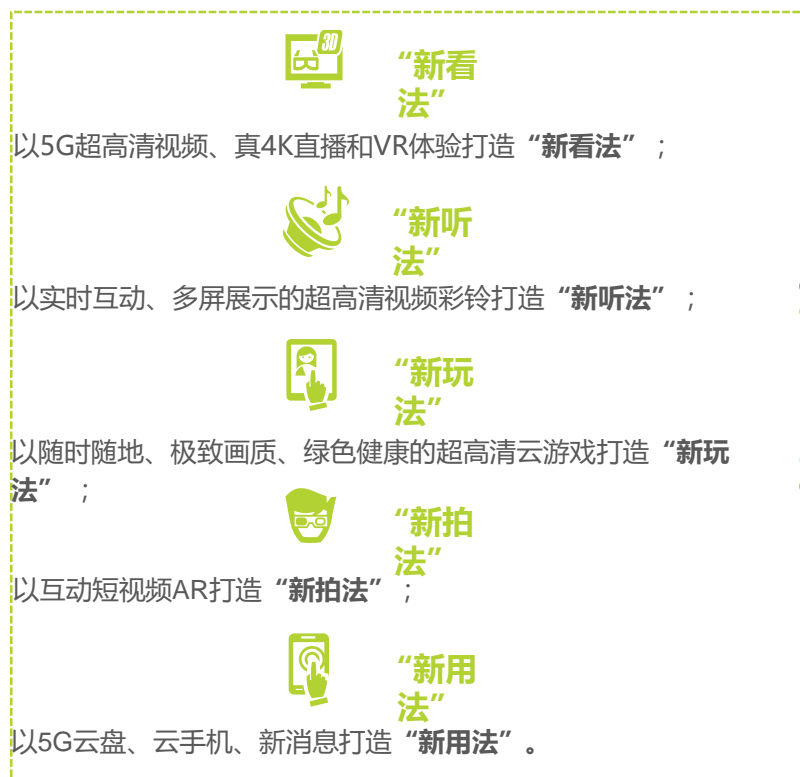 3D
“新看
法”
以5G超高清视频、真4K直播和VR体验打造“新看法”；
“新听
法”
以实时互动、多屏展示的超高清视频彩铃打造“新听法”；
“新玩
法”
以随时随地、极致画质、绿色健康的超高清云游戏打造“新玩
法”；
“新拍
法”
以互动短视频AR打造“新拍法”；
“新用
法”
以5G云盘、云手机、新消息打造“新用法”。